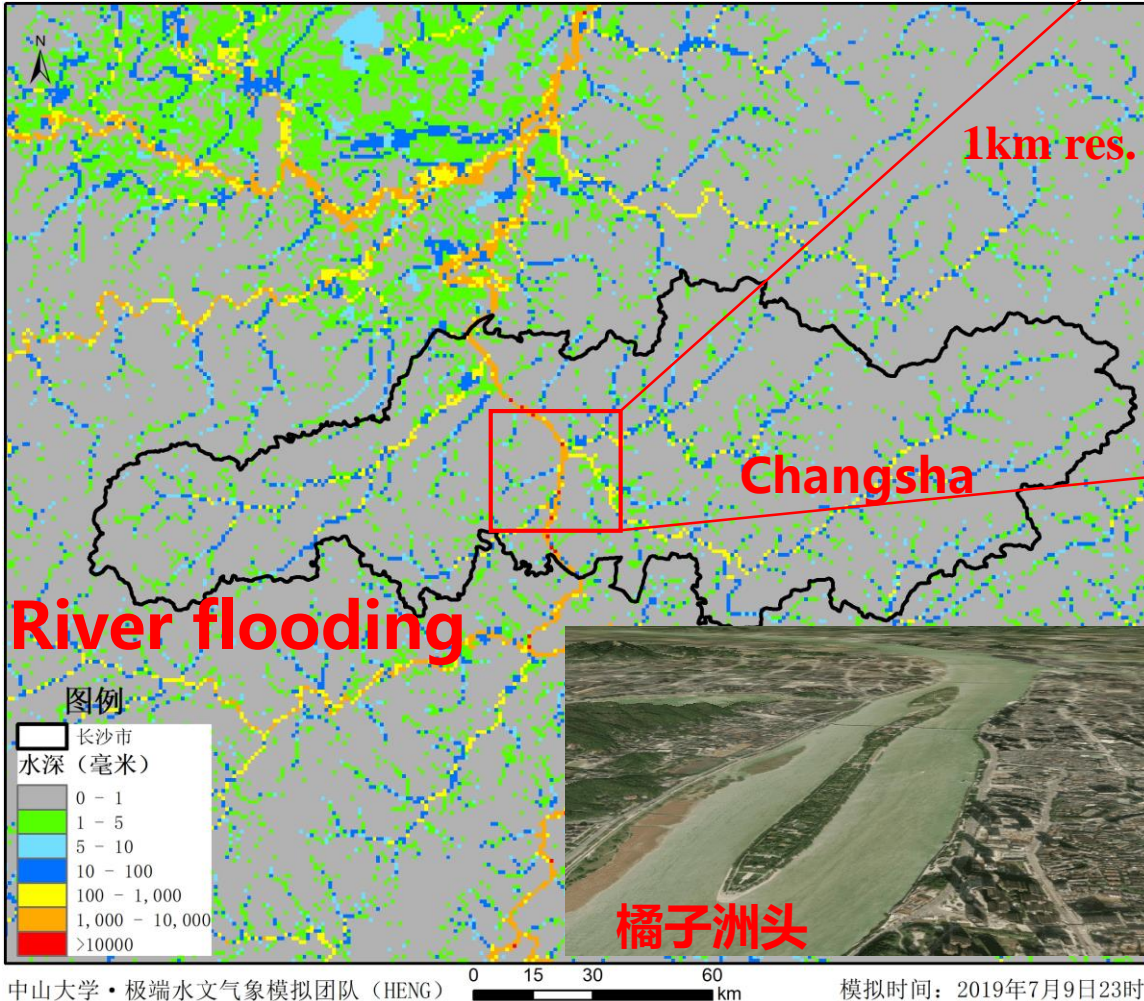 N
1km res.
Changsha
River flooding
图例
长沙市
水深（毫米）
0 - 1
1 - 5
5 - 10
10 - 100
100 - 1,000
1,000 - 10,000
>10000
橘子洲头
中山大学·极端水文气象模拟团队（HENG）
0 15 30 60
km
模拟时间：2019年7月9日23时